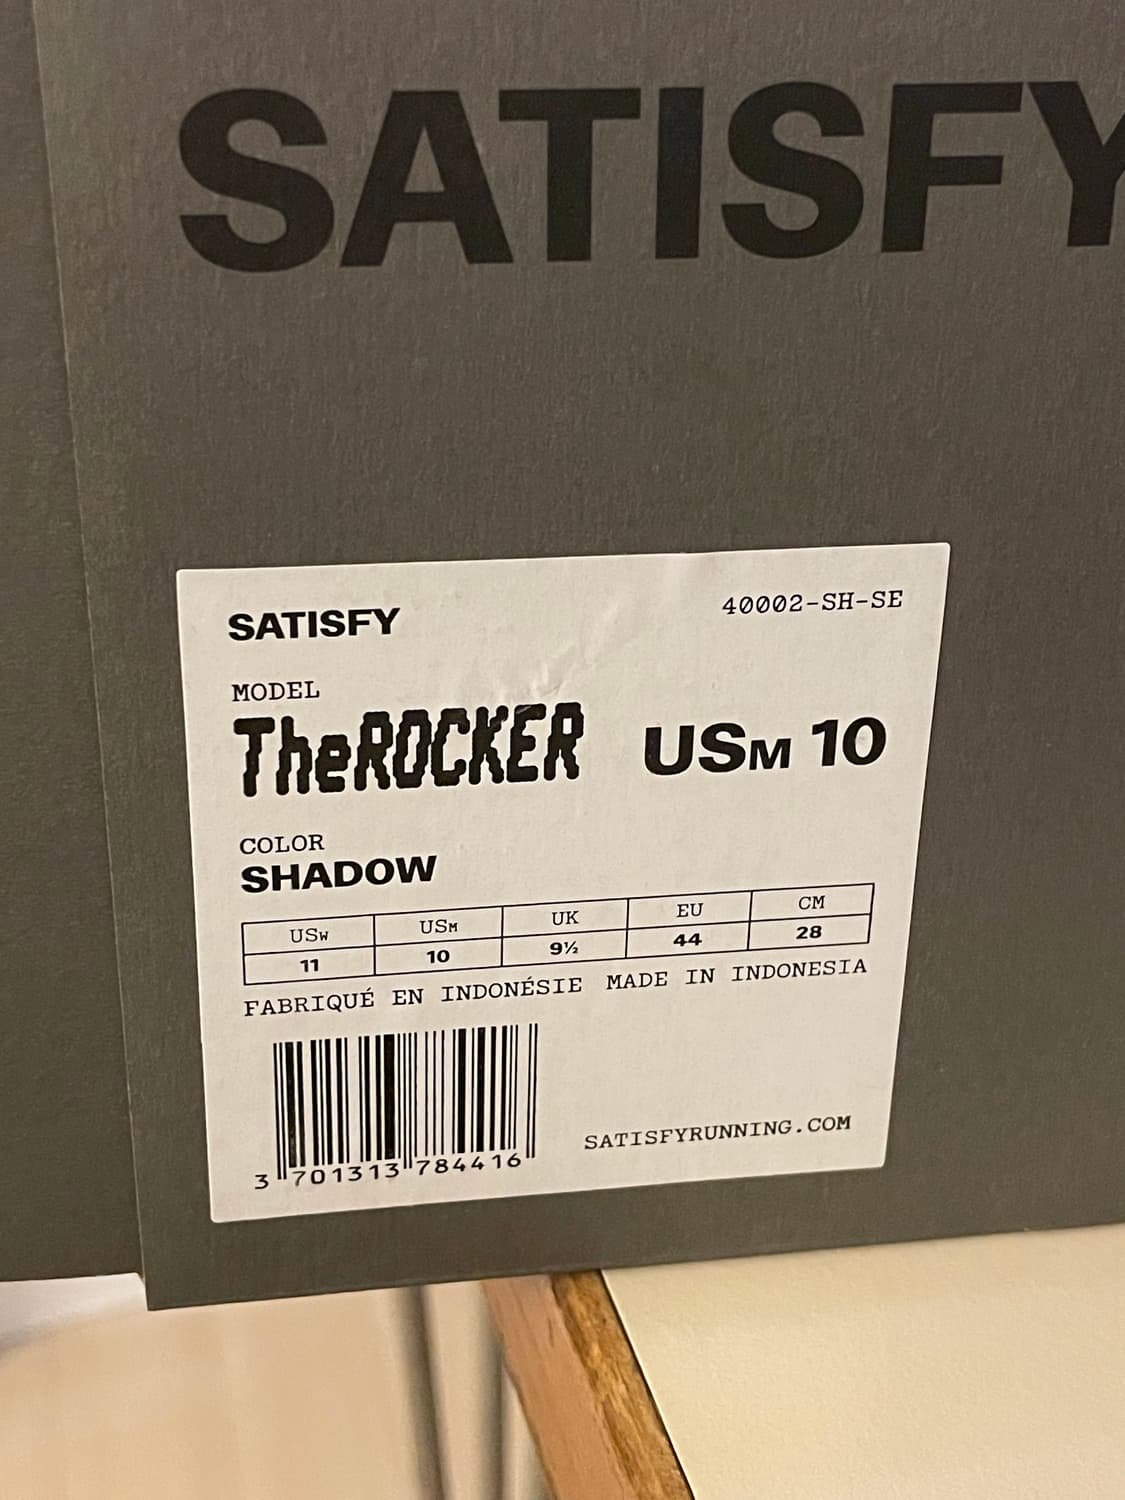 SATISFY
SATISFY
40002-SH-SE
MODEL
TheROCKER USM 10
COLOR
SHADOW
USW USM UK EU CM
11 10 9½ 44 28
FABRIQUÉ EN INDONÉSIE MADE IN INDONESIA
3 701313 784416
SATISFYRUNNING.COM